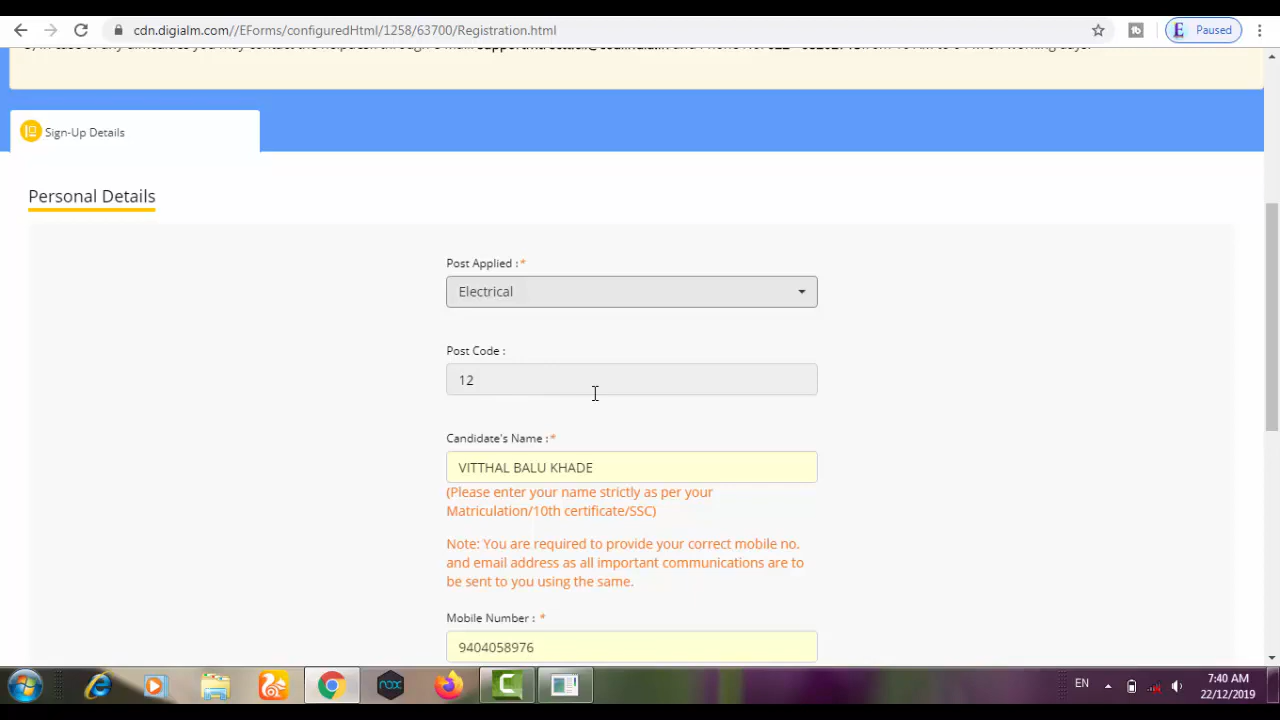 cdn.digialm.com//EForms/configuredHtml/1258/63700/Registration.html
Paused
Sign-Up Details
Personal Details
Post Applied :*
Electrical
Post Code :
12
Candidate's Name :*
VITTHAL BALU KHADE
(Please enter your name strictly as per your
Matriculation/10th certificate/SSC)
Note: You are required to provide your correct mobile no.
and email address as all important communications are to
be sent to you using the same.
Mobile Number : *
9404058976
nox
EN
7:40 AM
22/12/2019